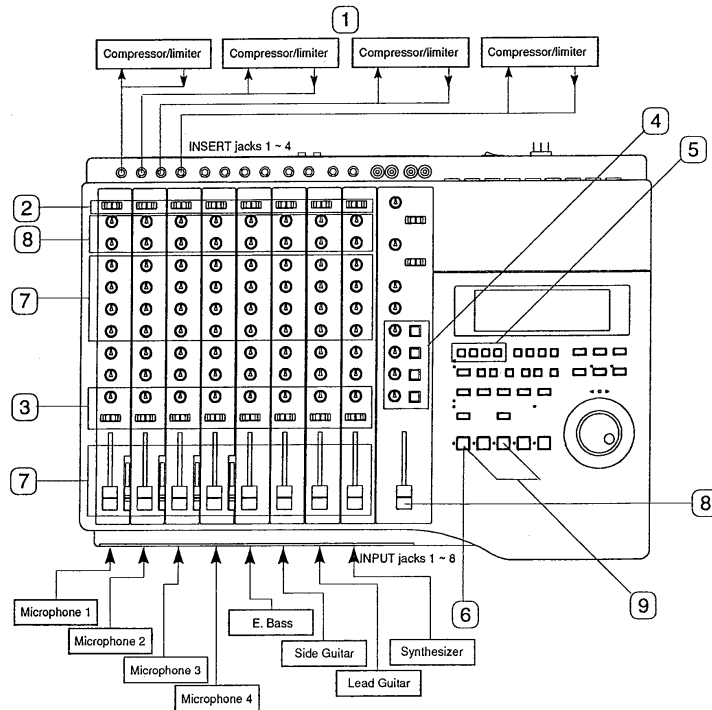 1
Compressor/limiter Compressor/limiter Compressor/limiter Compressor/limiter
INSERT jacks 1 ~ 4
4
5
2
8
7
3
7
8
INPUT jacks 1 ~ 8
6
9
Microphone 1
Microphone 2
Microphone 3
Microphone 4
E. Bass
Side Guitar
Lead Guitar
Synthesizer